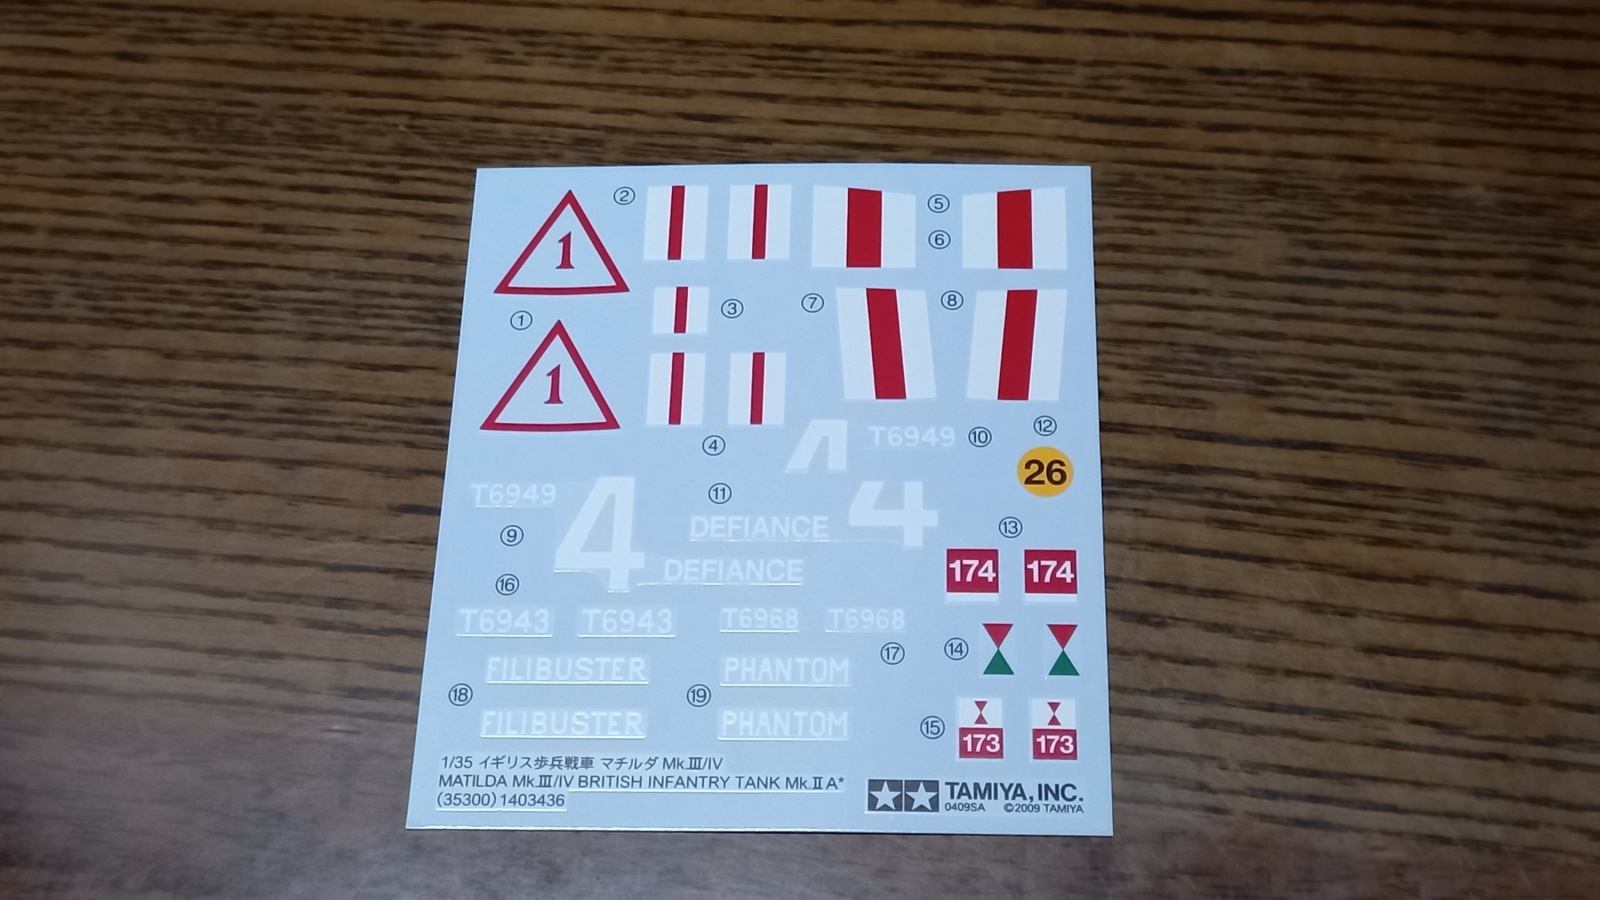 ②
⑤
1
⑥
⑦
⑧
③
①
1
④
T6949
⑩
⑫
4
26
T6949
4
⑪
4
⑨
DEFIANCE
⑬
DEFIANCE
174
174
⑯
T6943
T6943
T6968
T6968
⑰
⑭
FILIBUSTER
PHANTOM
⑱
⑲
FILIBUSTER
PHANTOM
⑮
173
173
1/35 イギリス歩兵戦車 マチルダ Mk.Ⅲ/Ⅳ
MATILDA Mk.Ⅲ/Ⅳ BRITISH INFANTRY TANK Mk.ⅡA*
(35300) 1403436
TAMIYA, INC.
0409SA ©2009 TAMIYA